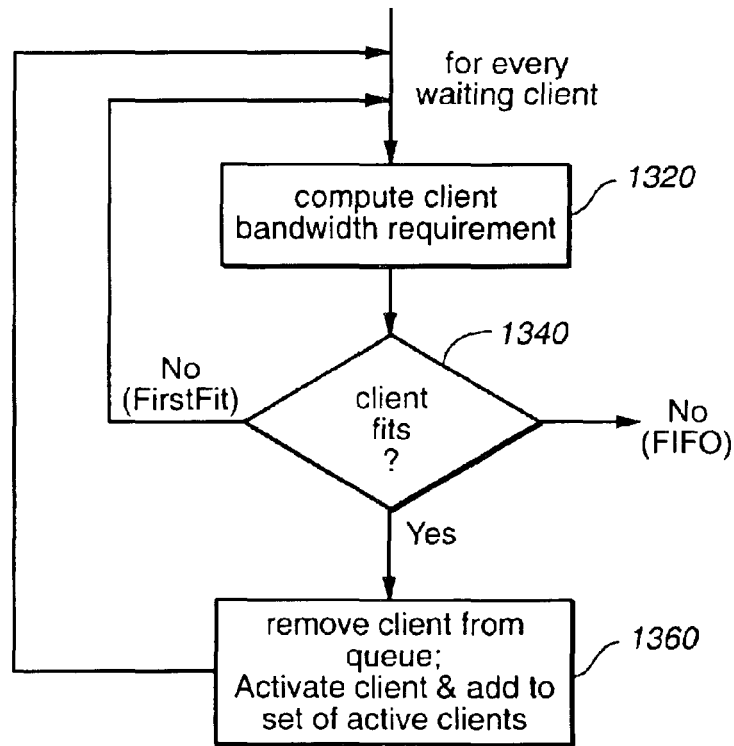 for every
waiting client
compute client
bandwidth requirement
1320
1340
No
(FirstFit)
client
fits
?
No
(FIFO)
Yes
remove client from
queue;
Activate client & add to
set of active clients
1360